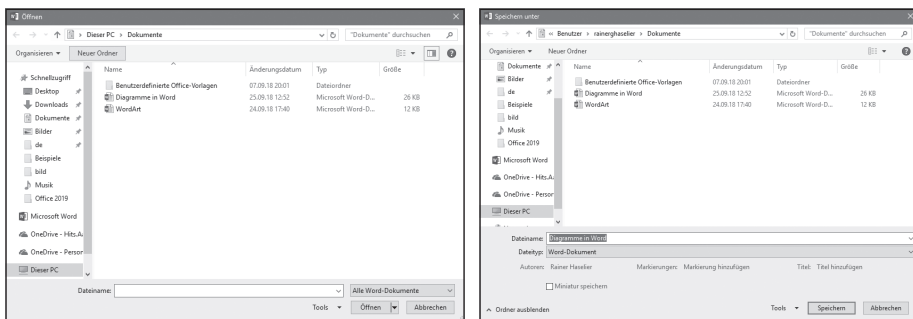 Öffnen
Dieser PC > Dokumente
"Dokumente" durchsuchen
Organisieren
Neuer Ordner
Name
Änderungsdatum
Typ
Größe
Schnellzugriff
Desktop
Downloads
Dokumente
Bilder
de
Beispiele
bild
Musik
Office 2019
Microsoft Word
OneDrive - Hits.A
OneDrive - Person
Dieser PC
Benutzerdefinierte Office-Vorlagen 07.09.18 20:01 Dateiordner
Diagramme in Word 25.09.18 12:52 Microsoft Word-D... 26 KB
WordArt 24.09.18 17:40 Microsoft Word-D... 12 KB
Dateiname:
Alle Word-Dokumente
Tools Öffnen Abbrechen
Speichern unter
« Benutzer > rainerghaselier > Dokumente
"Dokumente" durchsuchen
Organisieren
Neuer Ordner
Name
Änderungsdatum
Typ
Größe
Dokumente
Bilder
de
Beispiele
bild
Musik
Office 2019
Microsoft Word
OneDrive - Hits.A
OneDrive - Person
Dieser PC
Benutzerdefinierte Office-Vorlagen 07.09.18 20:01 Dateiordner
Diagramme in Word 25.09.18 12:52 Microsoft Word-D... 26 KB
WordArt 24.09.18 17:40 Microsoft Word-D... 12 KB
Dateiname: Diagramme in Word
Dateityp: Word-Dokument
Autoren: Rainer Haselier Markierungen: Markierung hinzufügen Titel: Titel hinzufügen
Miniatur speichern
Ordner ausblenden Tools Speichern Abbrechen